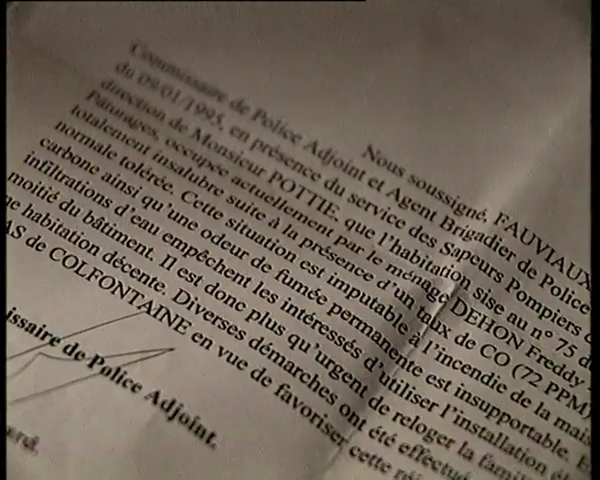 Nous soussigné, FAUVIAUX
Commissaire de Police Adjoint et Agent Brigadier de Police
du 09/01/1995, en présence du service des Sapeurs Pompiers
direction de Monsieur POTTIE, que l'habitation sise au n° 75 d
Pâturages, occupée actuellement par le ménage DEHON Freddy
totalement insalubre suite à la présence d'un taux de CO (72 PPM)
normale tolérée. Cette situation est imputable à l'incendie de la mais
carbone ainsi qu'une odeur de fumée permanente est insupportable. E
infiltrations d'eau empêchent les intéressés d'utiliser l'installation él
moitié du bâtiment. Il est donc plus qu'urgent de reloger la famil
ne habitation décente. Diverses démarches ont été effectué
AS de COLFONTAINE en vue de favoriser cette ré
issaire de Police Adjoint.